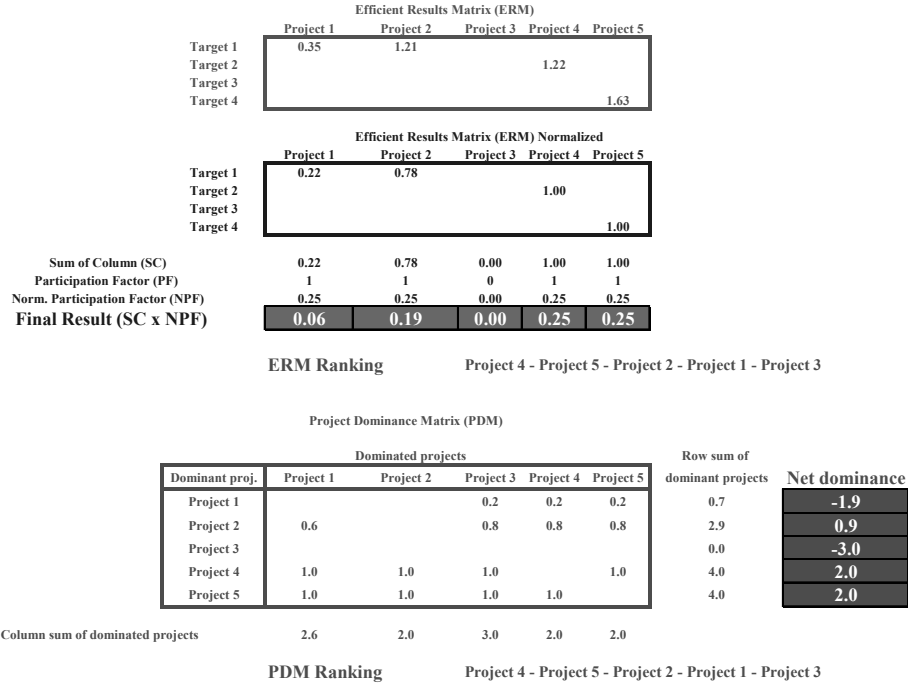 Efficient Results Matrix (ERM)
Project 1 Project 2 Project 3 Project 4 Project 5
Target 1 0.35 1.21
Target 2 1.22
Target 3
Target 4 1.63
Efficient Results Matrix (ERM) Normalized
Project 1 Project 2 Project 3 Project 4 Project 5
Target 1 0.22 0.78
Target 2 1.00
Target 3
Target 4 1.00
Sum of Column (SC) 0.22 0.78 0.00 1.00 1.00
Participation Factor (PF) 1 1 0 1 1
Norm. Participation Factor (NPF) 0.25 0.25 0.00 0.25 0.25
Final Result (SC x NPF) 0.06 0.19 0.00 0.25 0.25
ERM Ranking Project 4 - Project 5 - Project 2 - Project 1 - Project 3
Project Dominance Matrix (PDM)
Dominated projects Row sum of
Dominant proj. Project 1 Project 2 Project 3 Project 4 Project 5 dominant projects Net dominance
Project 1 0.2 0.2 0.2 0.7 -1.9
Project 2 0.6 0.8 0.8 0.8 2.9 0.9
Project 3 0.0 -3.0
Project 4 1.0 1.0 1.0 1.0 4.0 2.0
Project 5 1.0 1.0 1.0 1.0 4.0 2.0
Column sum of dominated projects 2.6 2.0 3.0 2.0 2.0
PDM Ranking Project 4 - Project 5 - Project 2 - Project 1 - Project 3